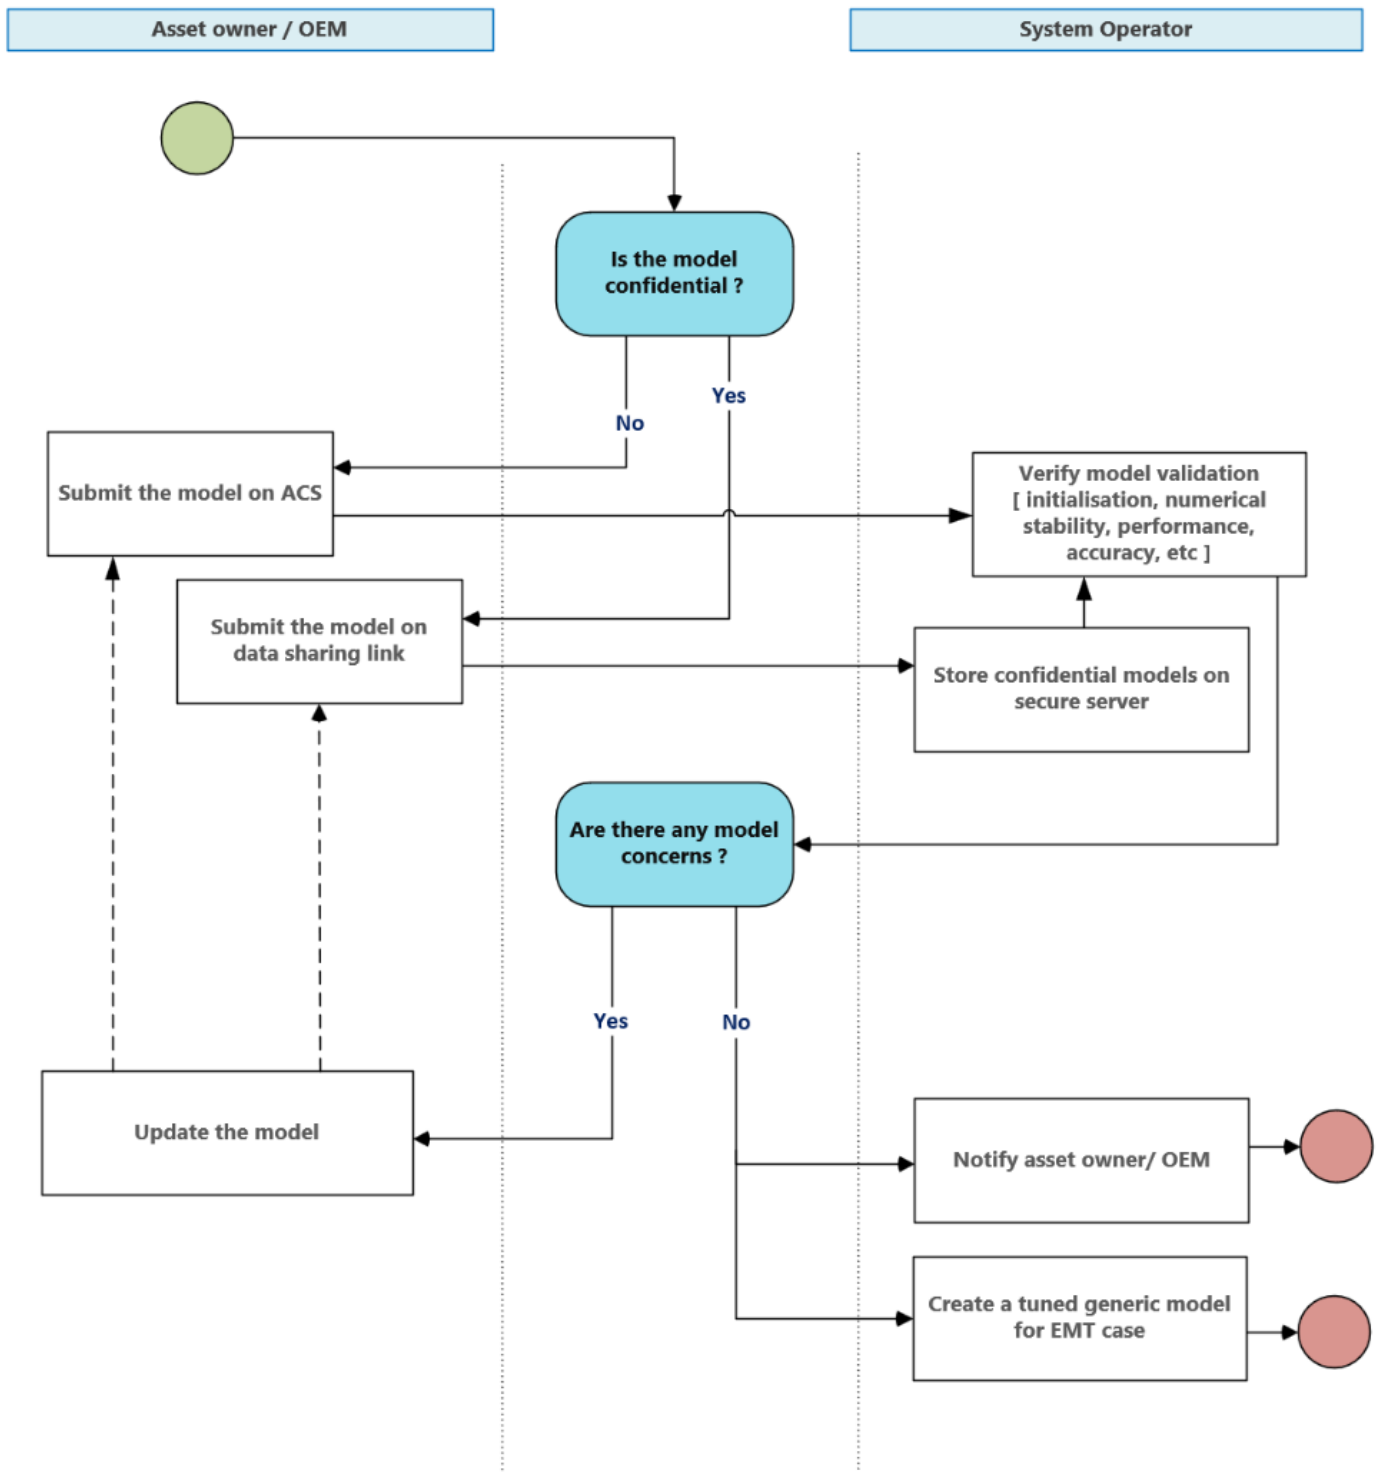 Asset owner / OEM
System Operator
Is the model
confidential ?
Yes
No
Submit the model on ACS
Verify model validation
[ initialisation, numerical
stability, performance,
accuracy, etc ]
Submit the model on
data sharing link
Store confidential models on
secure server
Are there any model
concerns ?
Yes
No
Update the model
Notify asset owner/ OEM
Create a tuned generic model
for EMT case